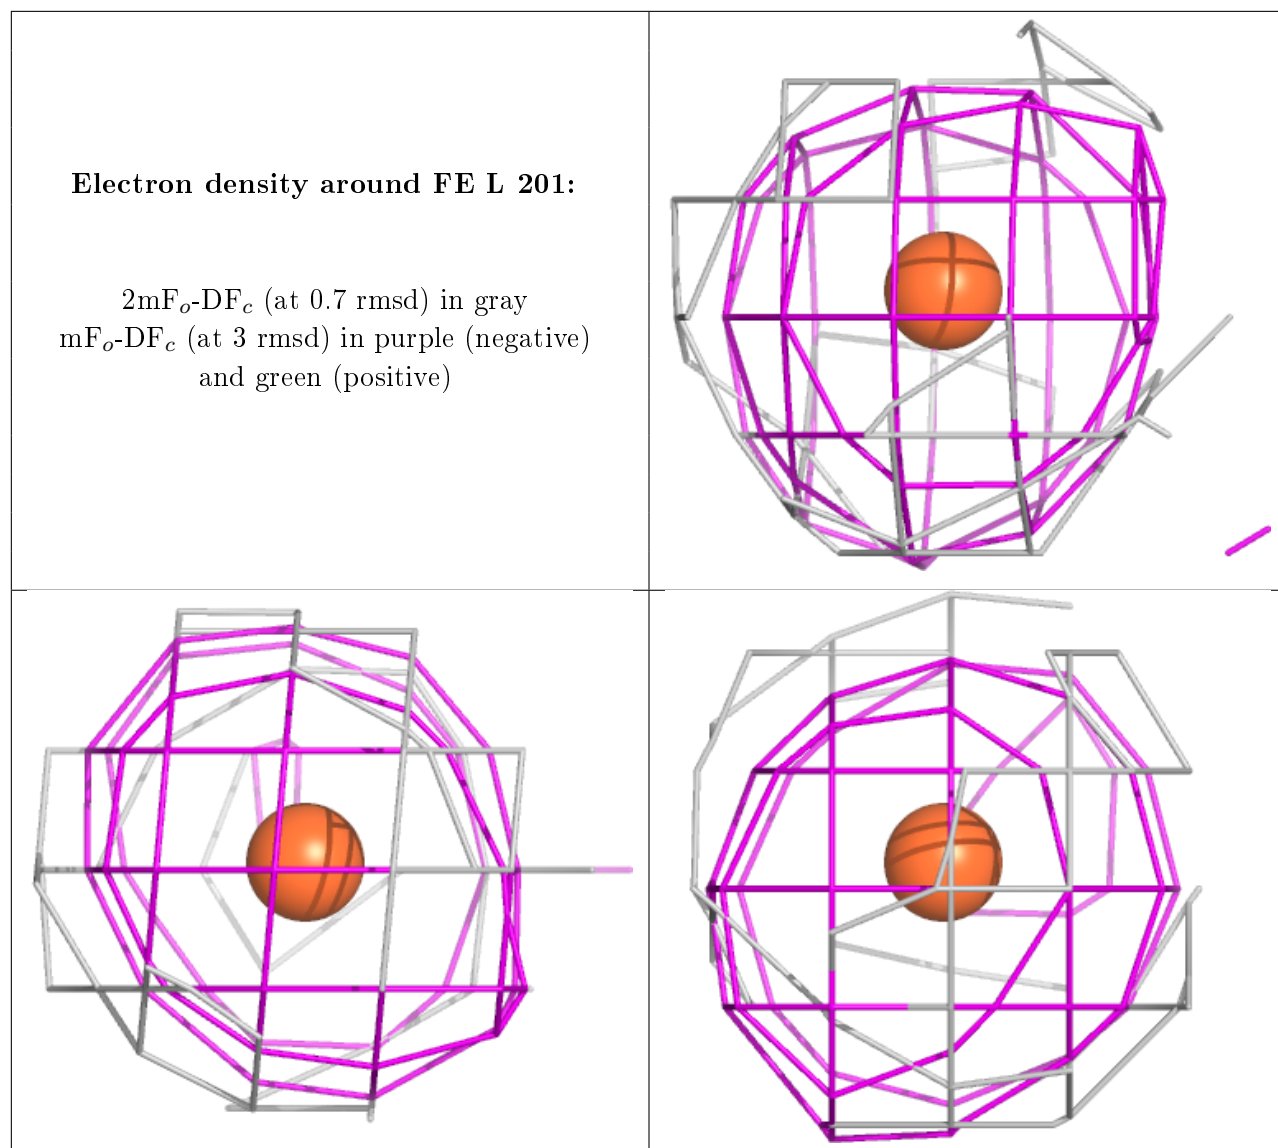 Electron density around FE L 201:
2mFₒ-DF𝒸 (at 0.7 rmsd) in gray
mFₒ-DF𝒸 (at 3 rmsd) in purple (negative)
and green (positive)